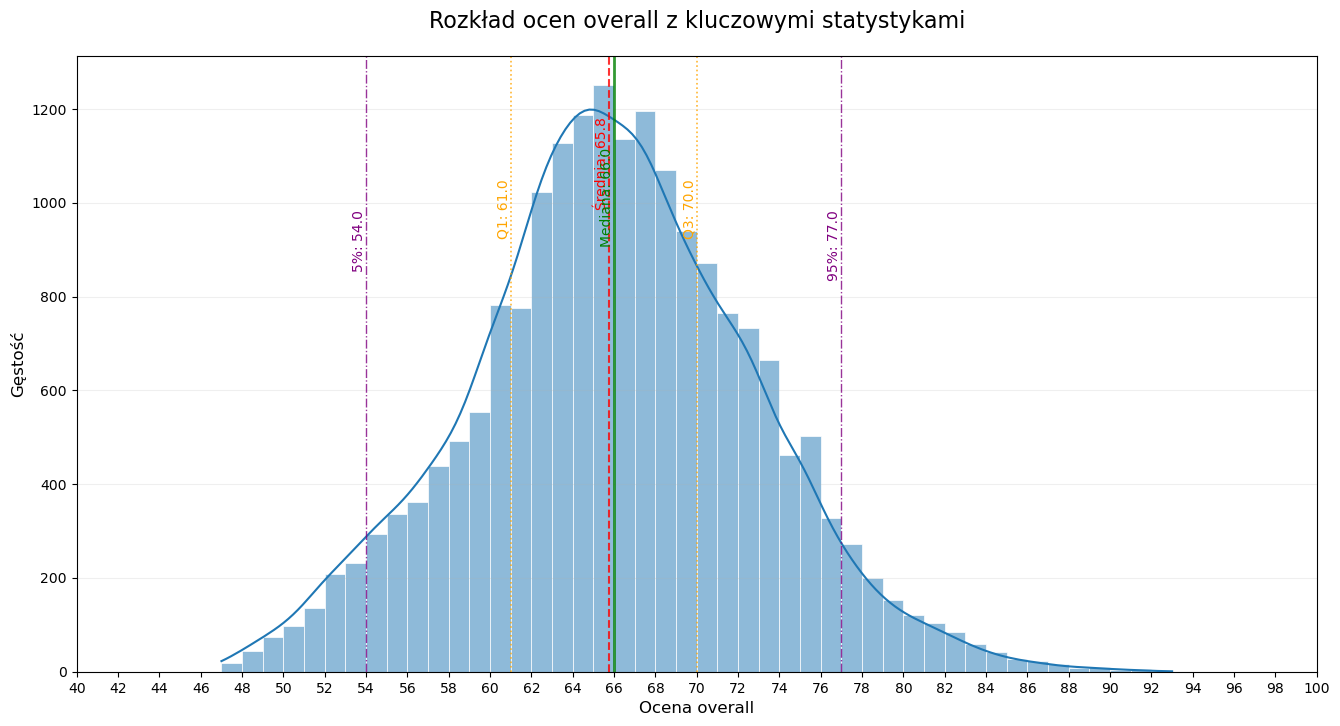 Rozkład ocen overall z kluczowymi statystykami
Gęstość
1200
1000
800
600
400
200
0
5%: 54.0
Q1: 61.0
Średnia: 65.8
Mediana: 66.0
Q3: 70.0
95%: 77.0
40 42 44 46 48 50 52 54 56 58 60 62 64 66 68 70 72 74 76 78 80 82 84 86 88 90 92 94 96 98 100
Ocena overall